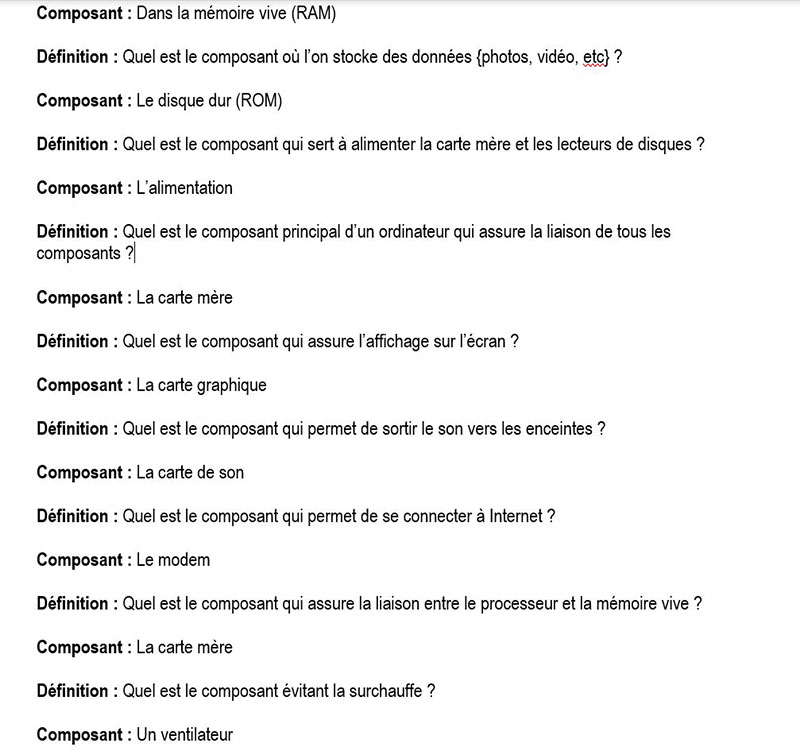 Composant : Dans la mémoire vive (RAM)
Définition : Quel est le composant où l'on stocke des données {photos, vidéo, etc} ?
Composant : Le disque dur (ROM)
Définition : Quel est le composant qui sert à alimenter la carte mère et les lecteurs de disques ?
Composant : L'alimentation
Définition : Quel est le composant principal d'un ordinateur qui assure la liaison de tous les
composants ?
Composant : La carte mère
Définition : Quel est le composant qui assure l'affichage sur l'écran ?
Composant : La carte graphique
Définition : Quel est le composant qui permet de sortir le son vers les enceintes ?
Composant : La carte de son
Définition : Quel est le composant qui permet de se connecter à Internet ?
Composant : Le modem
Définition : Quel est le composant qui assure la liaison entre le processeur et la mémoire vive ?
Composant : La carte mère
Définition : Quel est le composant évitant la surchauffe ?
Composant : Un ventilateur